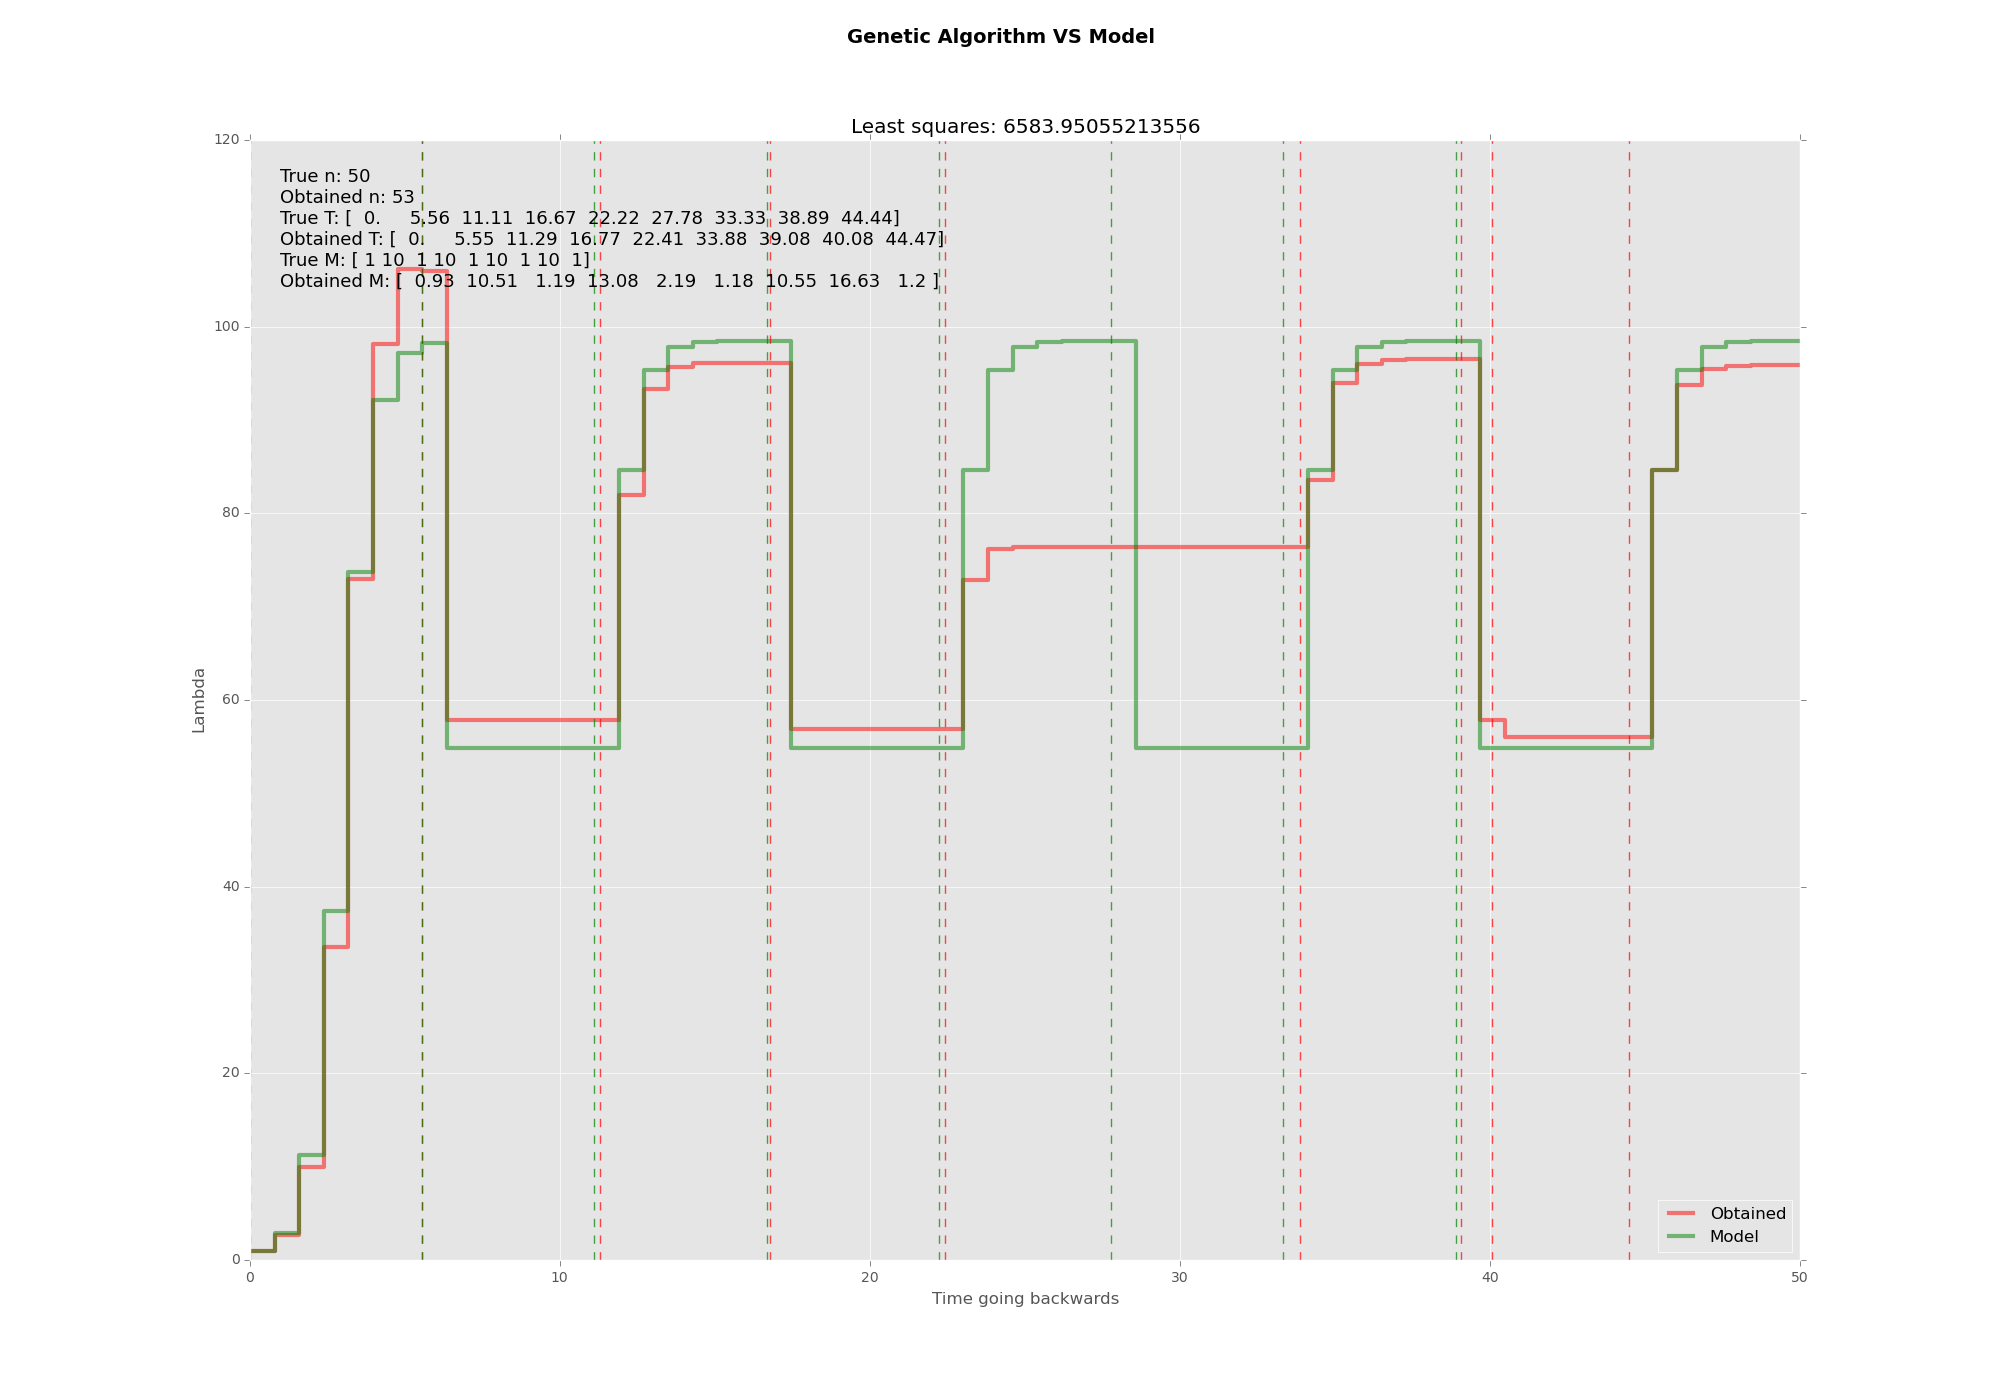 Genetic Algorithm VS Model
Least squares: 6583.95055213556
120
100
80
60
40
20
0
Lambda
True n: 50
Obtained n: 53
True T: [ 0. 5.56 11.11 16.67 22.22 27.78 33.33 38.89 44.44]
Obtained T: [ 0. 5.55 11.29 16.77 22.41 33.88 39.08 40.08 44.47]
True M: [ 1 10 1 10 1 10 1 10 1]
Obtained M: [ 0.93 10.51 1.19 13.08 2.19 1.18 10.55 16.63 1.2 ]
Obtained
Model
0 10 20 30 40 50
Time going backwards